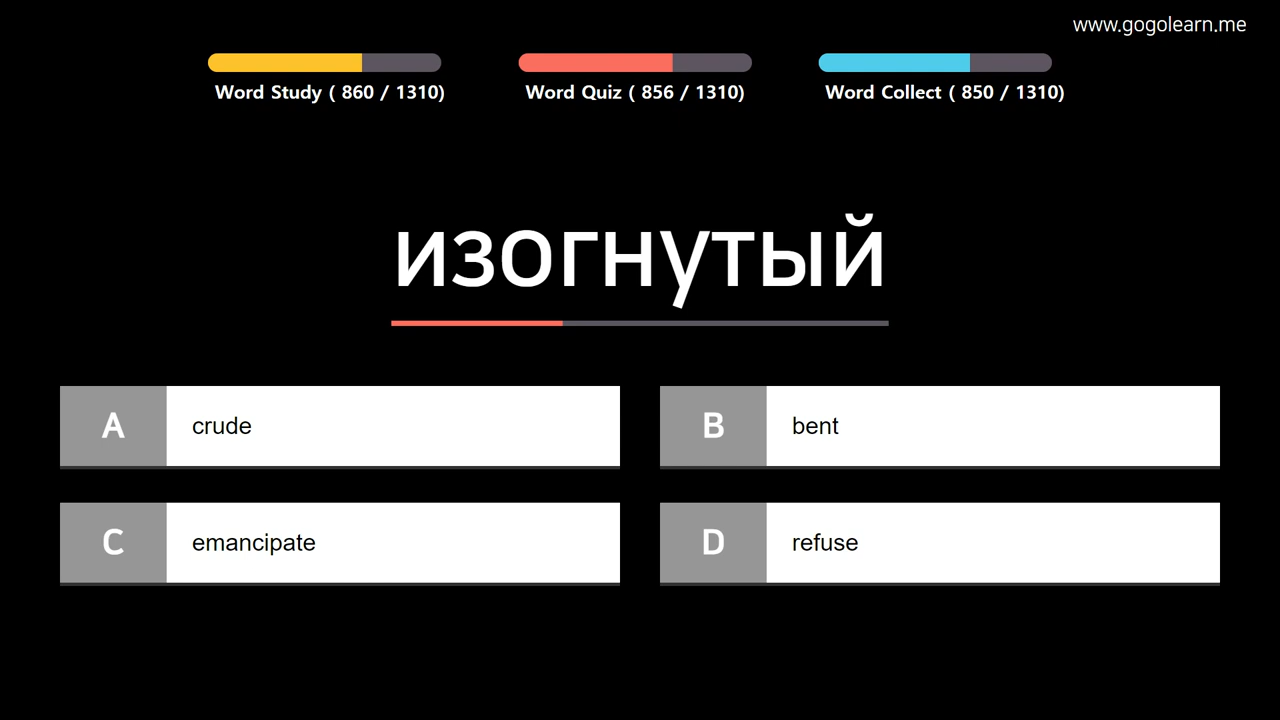 www.gogolearn.me
Word Study ( 860 / 1310)
Word Quiz ( 856 / 1310)
Word Collect ( 850 / 1310)
изогнутый
A crude
B bent
C emancipate
D refuse